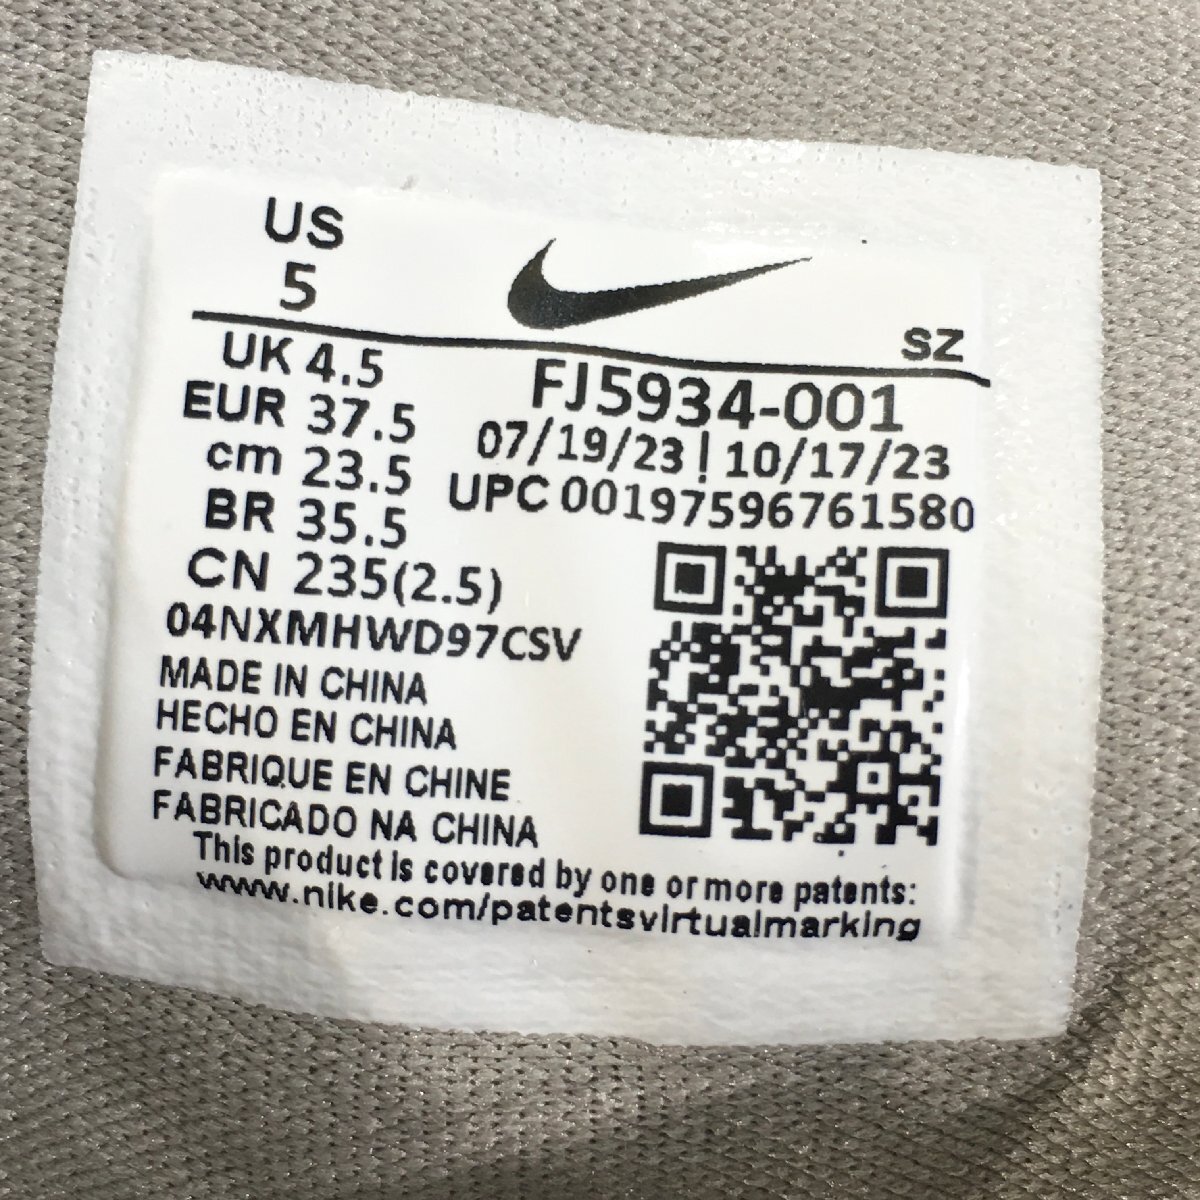 US
5
SZ
UK 4.5
EUR 37.5
cm 23.5
BR 35.5
CN 235(2.5)
04NXMHWD97CSV
FJ5934-001
07/19/23 | 10/17/23
UPC 00197596761580
MADE IN CHINA
HECHO EN CHINA
FABRIQUE EN CHINE
FABRICADO NA CHINA
This product is covered by one or more patents:
www.nike.com/patentsvirtualmarking